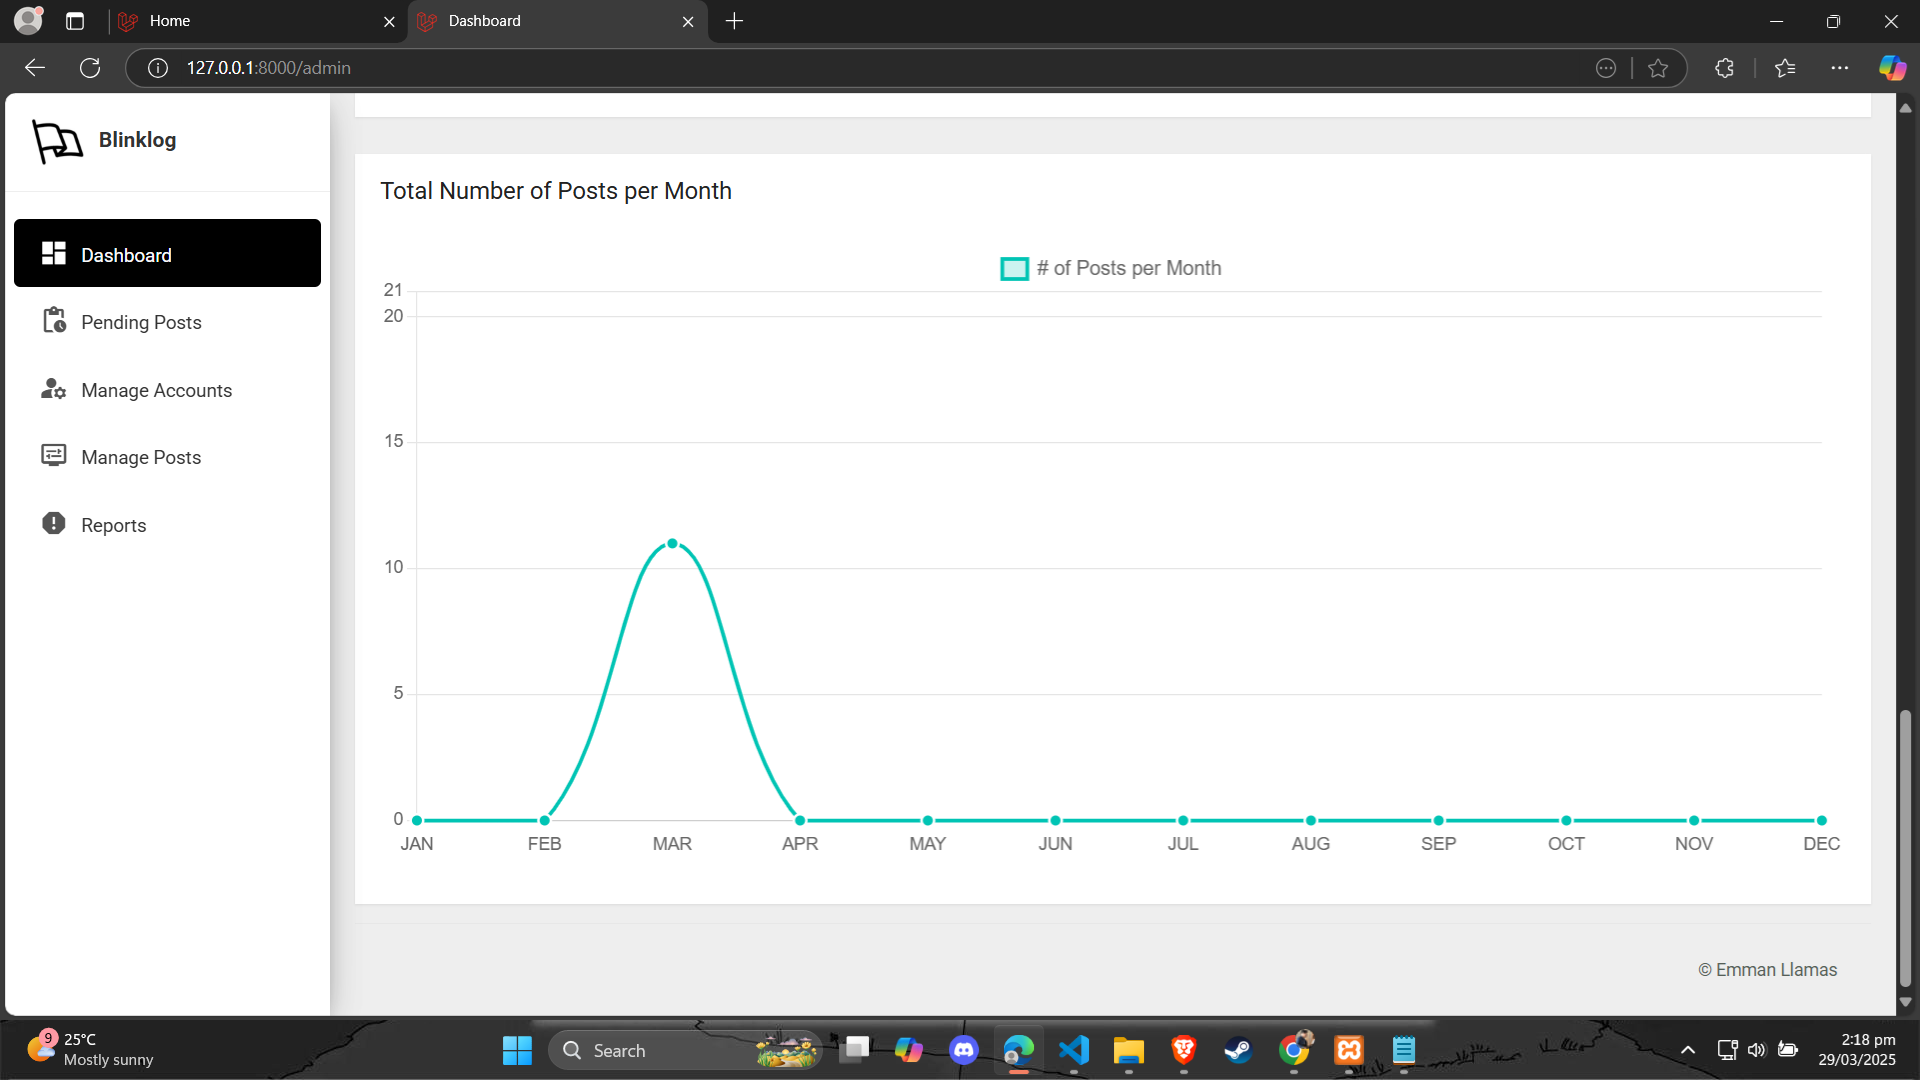 Home
Dashboard
127.0.0.1:8000/admin
Blinklog
Dashboard
Pending Posts
Manage Accounts
Manage Posts
Reports
Total Number of Posts per Month
# of Posts per Month
21
20
15
10
5
0
JAN FEB MAR APR MAY JUN JUL AUG SEP OCT NOV DEC
© Emman Llamas
9
25°C
Mostly sunny
Search
2:18 pm
29/03/2025